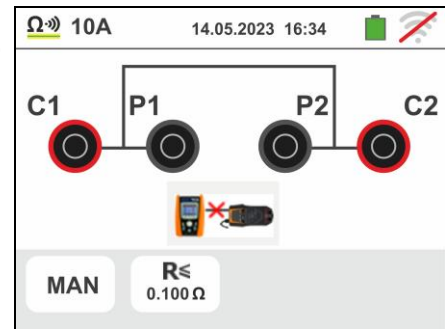 Ω 10A 14.05.2023 16:34
C1 P1 P2 C2
MAN R≤
0.100 Ω